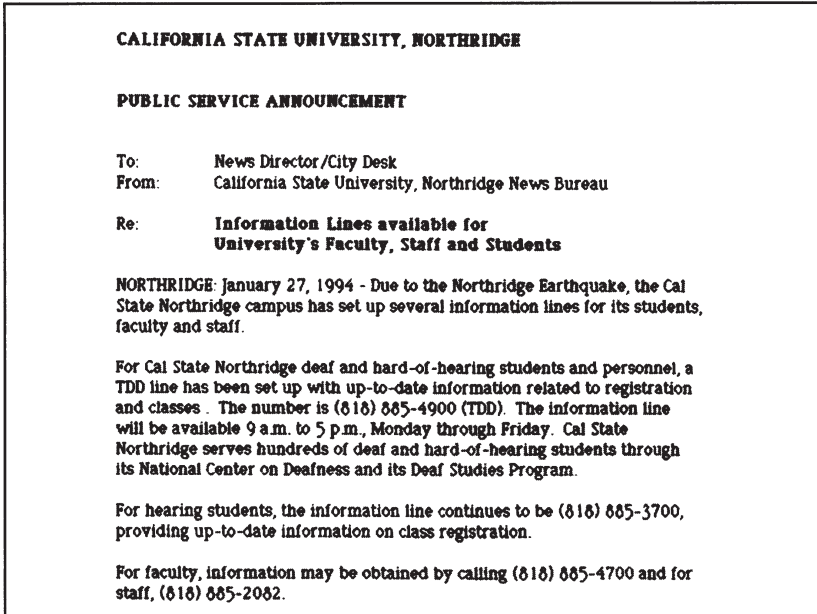 CALIFORNIA STATE UNIVERSITY, NORTHRIDGE
PUBLIC SERVICE ANNOUNCEMENT
To: News Director/City Desk
From: California State University, Northridge News Bureau
Re: Information Lines available for
University's Faculty, Staff and Students
NORTHRIDGE: January 27, 1994 - Due to the Northridge Earthquake, the Cal
State Northridge campus has set up several information lines for its students,
faculty and staff.
For Cal State Northridge deaf and hard-of-hearing students and personnel, a
TDD line has been set up with up-to-date information related to registration
and classes . The number is (818) 885-4900 (TDD). The information line
will be available 9 a.m. to 5 p.m., Monday through Friday. Cal State
Northridge serves hundreds of deaf and hard-of-hearing students through
its National Center on Deafness and its Deaf Studies Program.
For hearing students, the information line continues to be (818) 885-3700,
providing up-to-date information on class registration.
For faculty, information may be obtained by calling (818) 885-4700 and for
staff, (818) 885-2082.